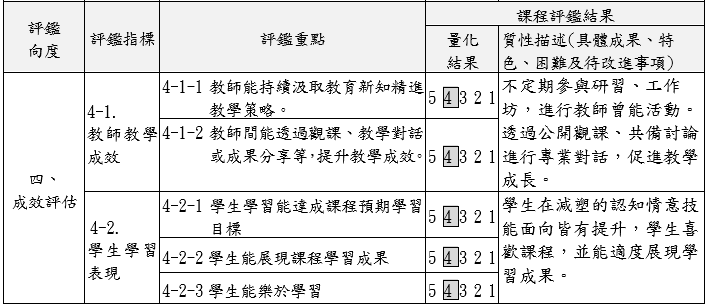 評鑑
向度
評鑑指標
評鑑重點
課程評鑑結果
量化
結果
質性描述(具體成果、特
色、困難及待改進事項)
四、
成效評估
4-1.
教師教學
成效
4-1-1 教師能持續汲取教育新知精進
教學策略。
5 4 3 2 1
4-1-2 教師間能透過觀課、教學對話
或成果分享等,提升教學成效。
5 4 3 2 1
不定期參與研習、工作
坊，進行教師曾能活動。
透過公開觀課、共備討論
進行專業對話，促進教學
成長。
4-2.
學生學習
表現
4-2-1 學生學習能達成課程預期學習
目標
5 4 3 2 1
4-2-2 學生能展現課程學習成果
5 4 3 2 1
4-2-3 學生能樂於學習
5 4 3 2 1
學生在減塑的認知情意技
能面向皆有提升，學生喜
歡課程，並能適度展現學
習成果。